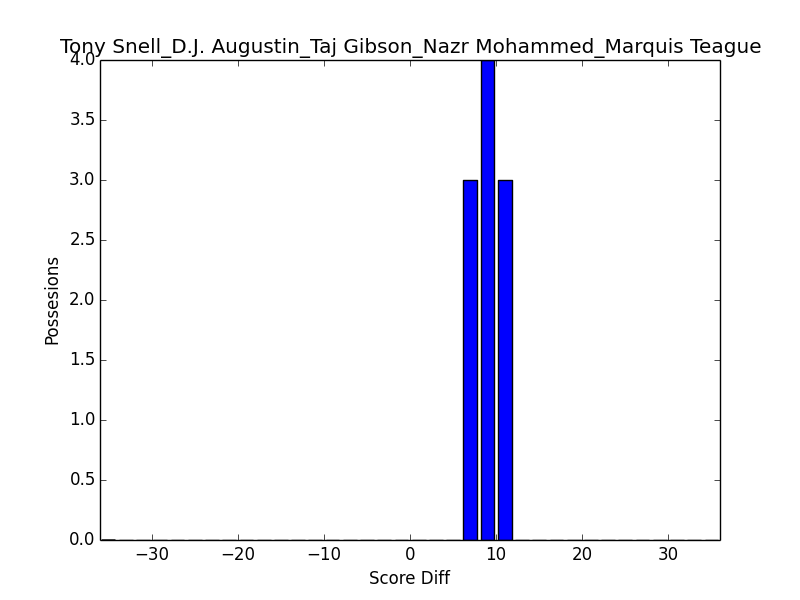 Tony Snell_D.J. Augustin_Taj Gibson_Nazr Mohammed_Marquis Teague
4.0
3.5
3.0
2.5
2.0
1.5
1.0
0.5
0.0
Possesions
−30 −20 −10 0 10 20 30
Score Diff